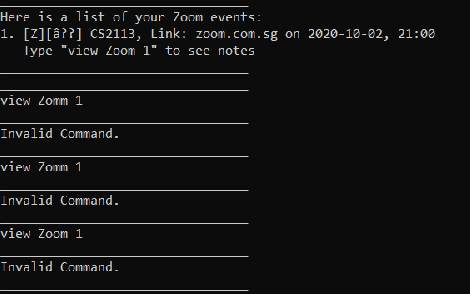 Here is a list of your Zoom events:
1. [Z][â??] CS2113, Link: zoom.com.sg on 2020-10-02, 21:00
Type "view Zoom 1" to see notes
view Zomm 1
Invalid Command.
view Zomm 1
Invalid Command.
view Zoom 1
Invalid Command.